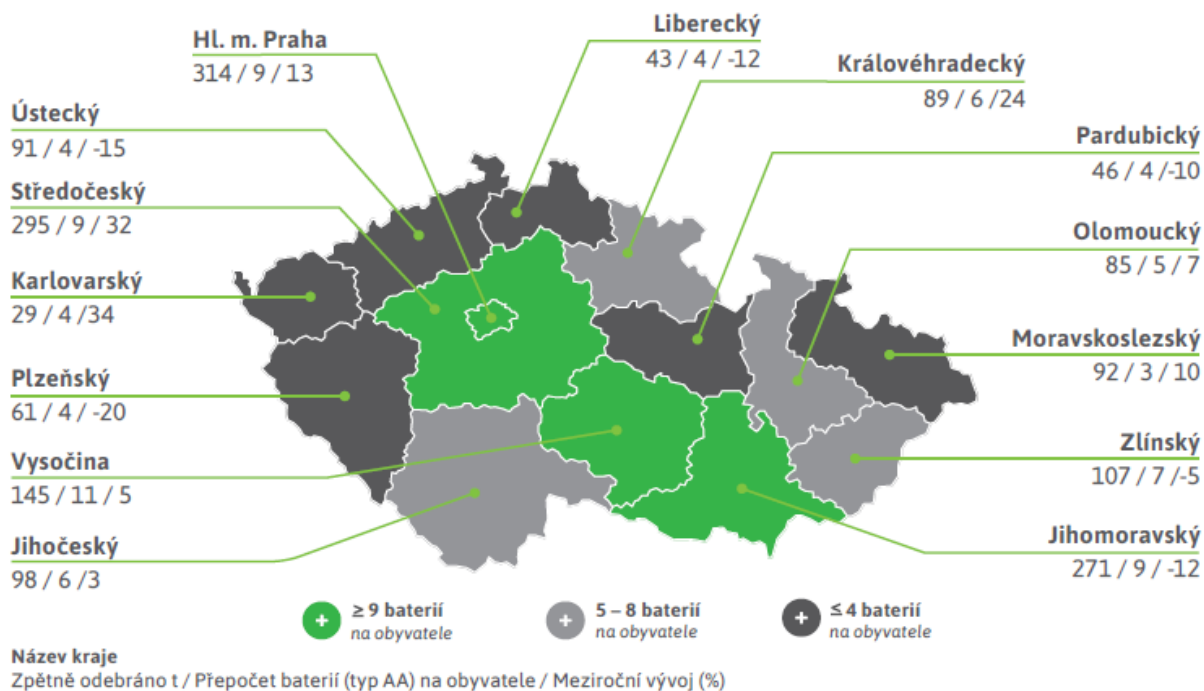 Hl. m. Praha
314 / 9 / 13
Liberecký
43 / 4 / -12
Královéhradecký
89 / 6 /24
Ústecký
91 / 4 / -15
Pardubický
46 / 4 /-10
Středočeský
295 / 9 / 32
Olomoucký
85 / 5 / 7
Karlovarský
29 / 4 /34
Moravskoslezský
92 / 3 / 10
Plzeňský
61 / 4 / -20
Zlínský
107 / 7 /-5
Vysočina
145 / 11 / 5
Jihomoravský
271 / 9 / -12
Jihočeský
98 / 6 /3
≥ 9 baterií
na obyvatele
5 – 8 baterií
na obyvatele
≤ 4 baterií
na obyvatele
Název kraje
Zpětně odebráno t / Přepočet baterií (typ AA) na obyvatele / Meziroční vývoj (%)